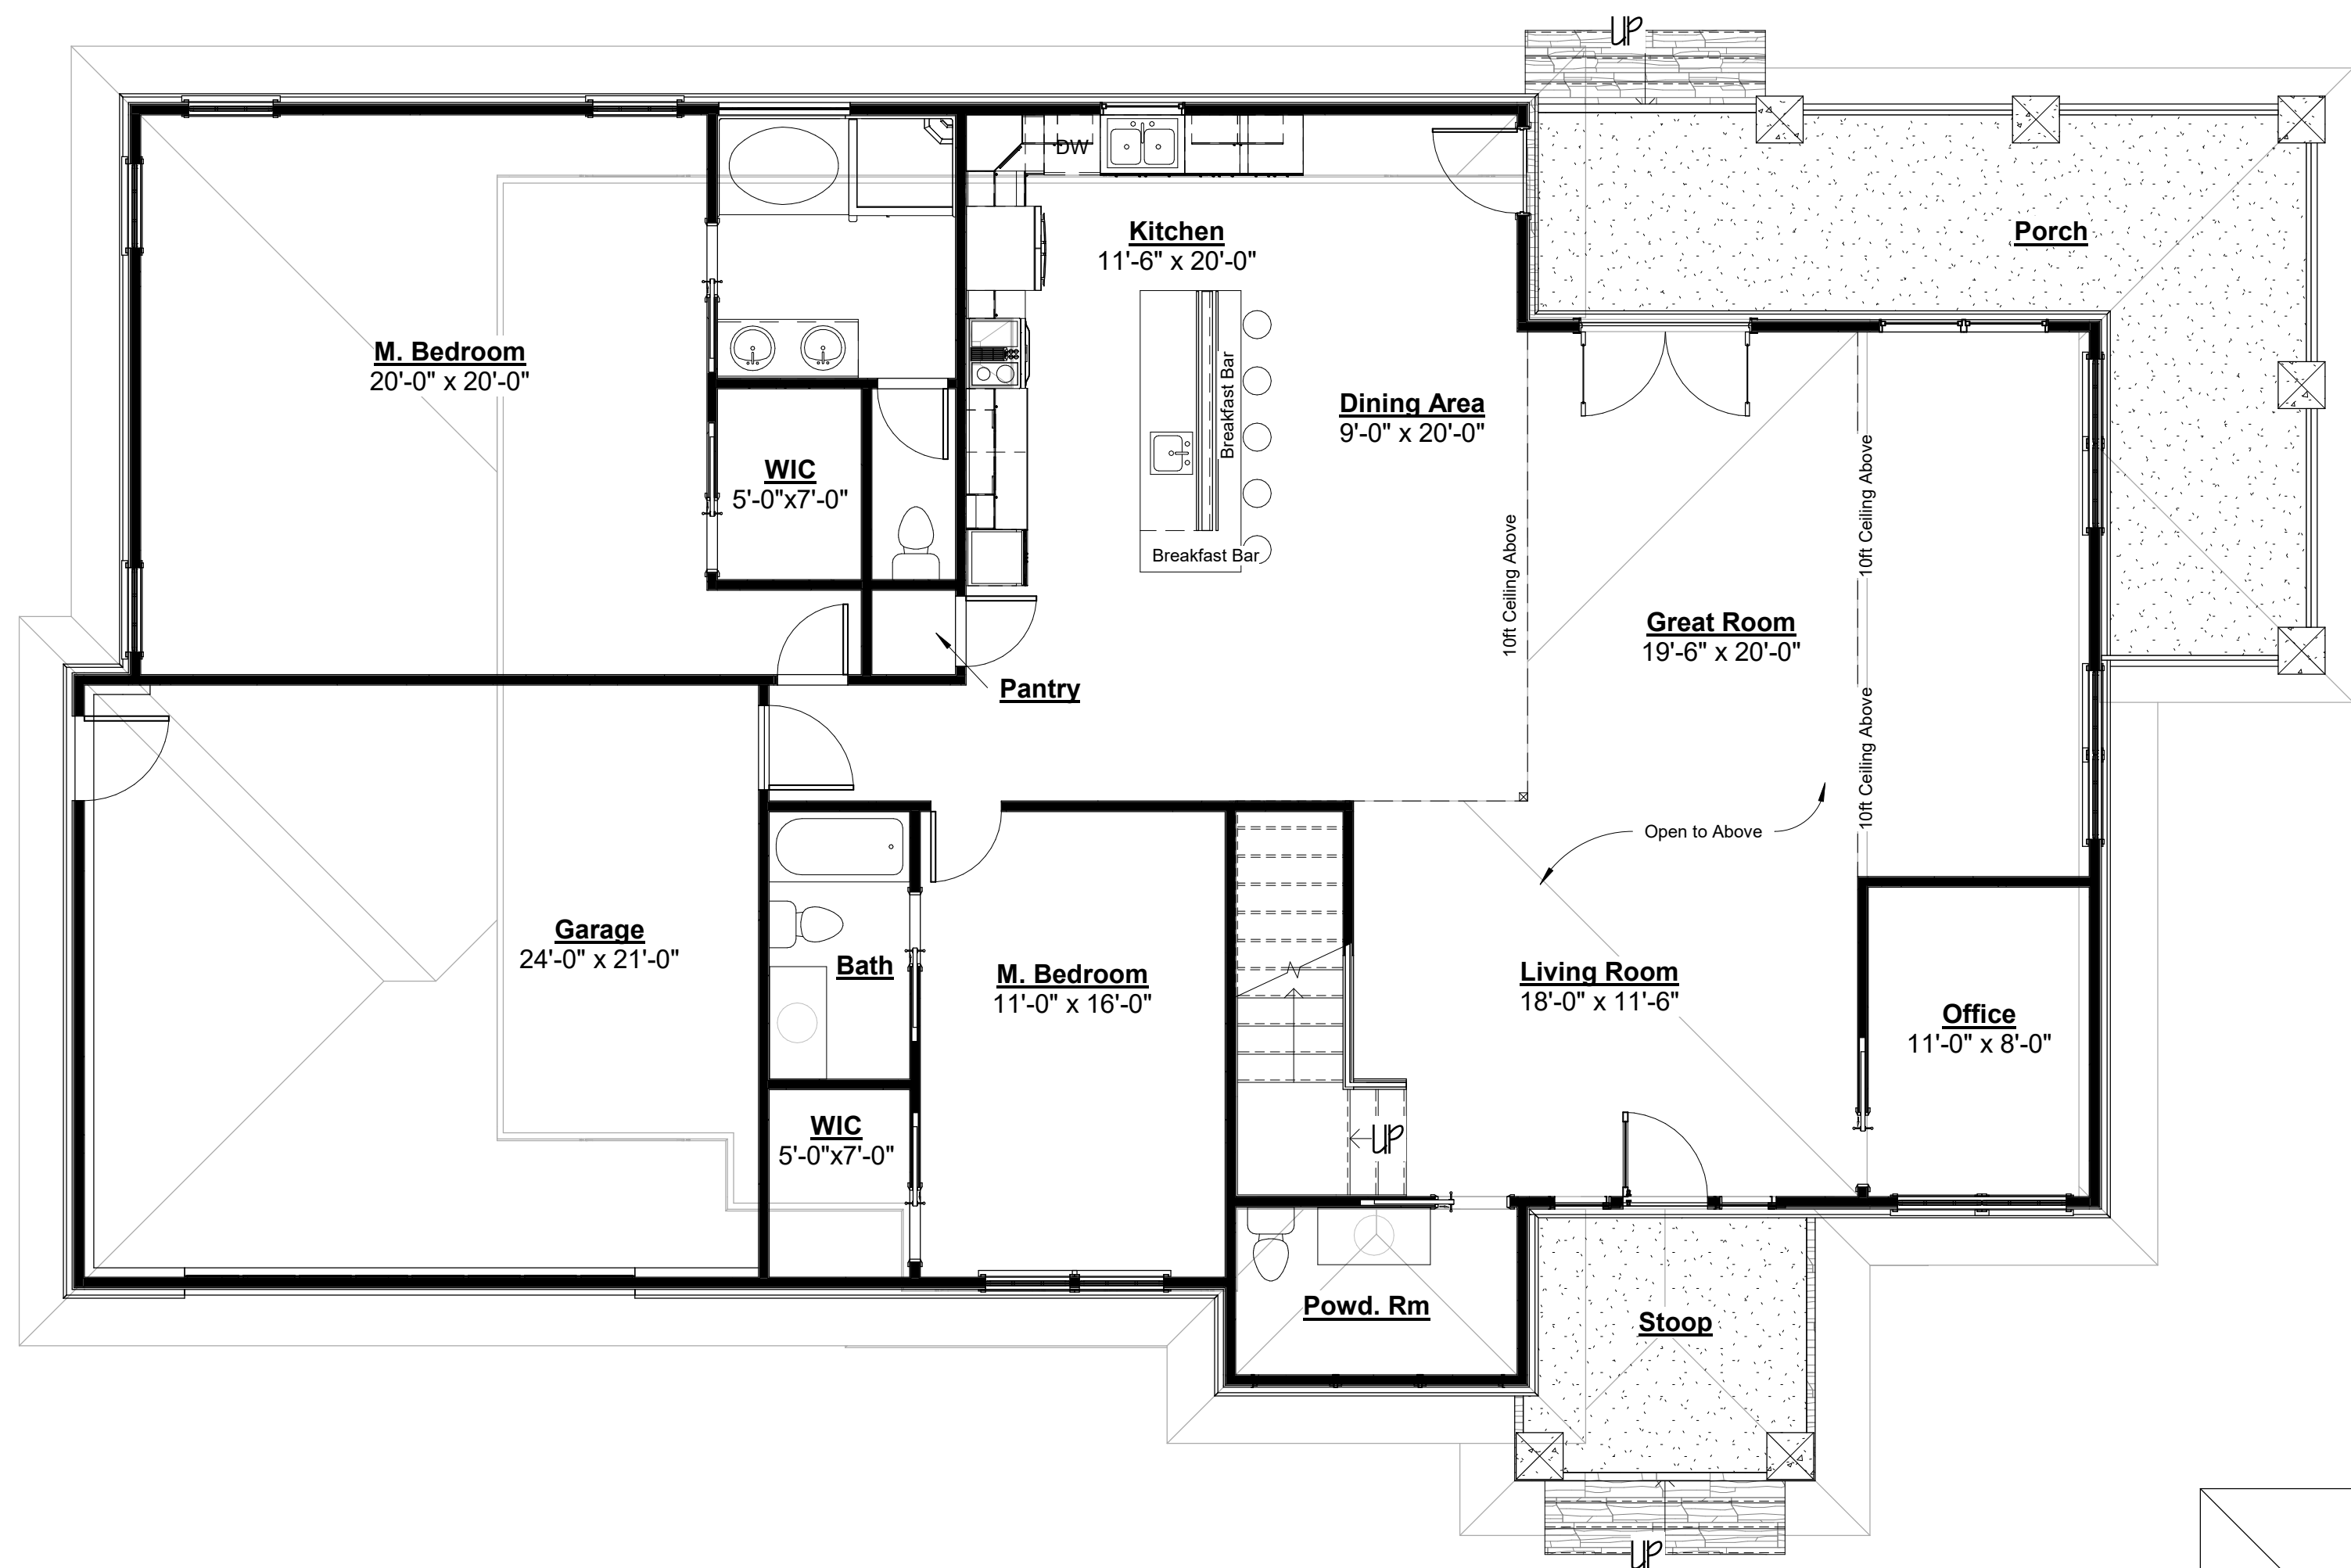 UP
Kitchen
11'-6" x 20'-0"
DW
Porch
M. Bedroom
20'-0" x 20'-0"
Breakfast Bar
Breakfast Bar
Dining Area
9'-0" x 20'-0"
WIC
5'-0"x7'-0"
10ft Ceiling Above
10ft Ceiling Above
Great Room
19'-6" x 20'-0"
Pantry
10ft Ceiling Above
Open to Above
Garage
24'-0" x 21'-0"
Bath
M. Bedroom
11'-0" x 16'-0"
Living Room
18'-0" x 11'-6"
Office
11'-0" x 8'-0"
WIC
5'-0"x7'-0"
UP
Powd. Rm
Stoop
UP